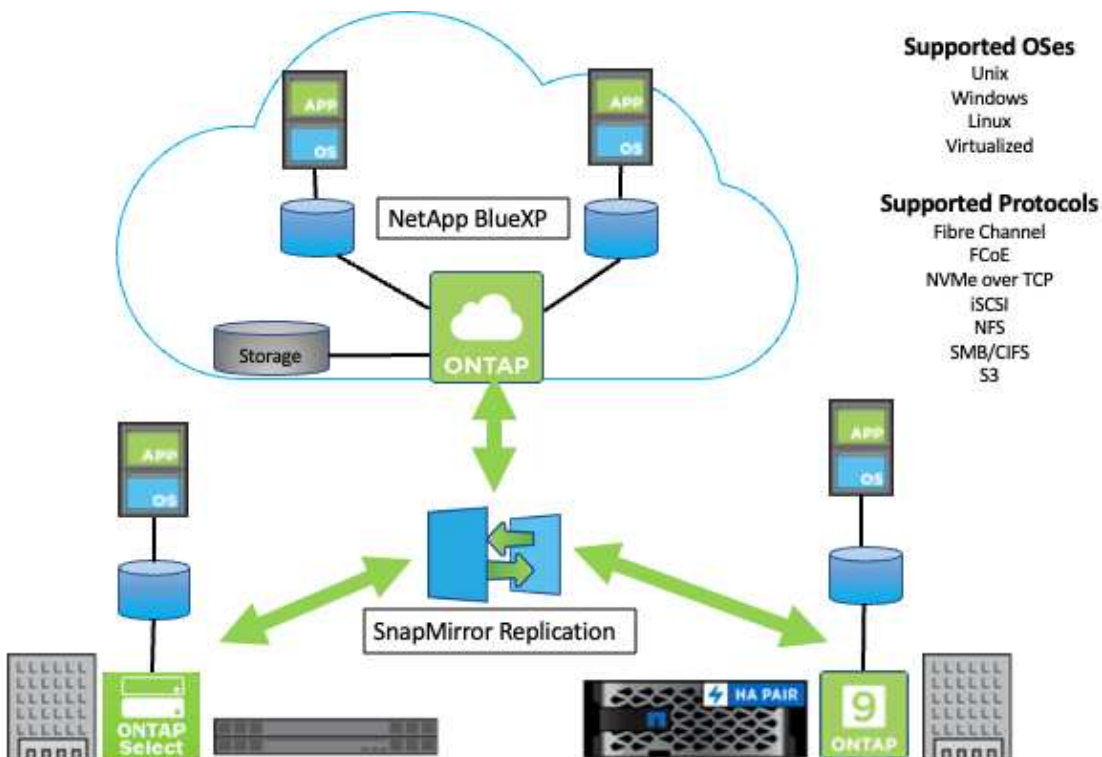 Supported OSes
Unix
Windows
Linux
Virtualized
Supported Protocols
Fibre Channel
FCoE
NVMe over TCP
iSCSI
NFS
SMB/CIFS
S3
APP
OS
APP
OS
NetApp BlueXP
Storage
ONTAP
APP
OS
APP
OS
SnapMirror Replication
ONTAP
Select
HA PAIR
9
ONTAP